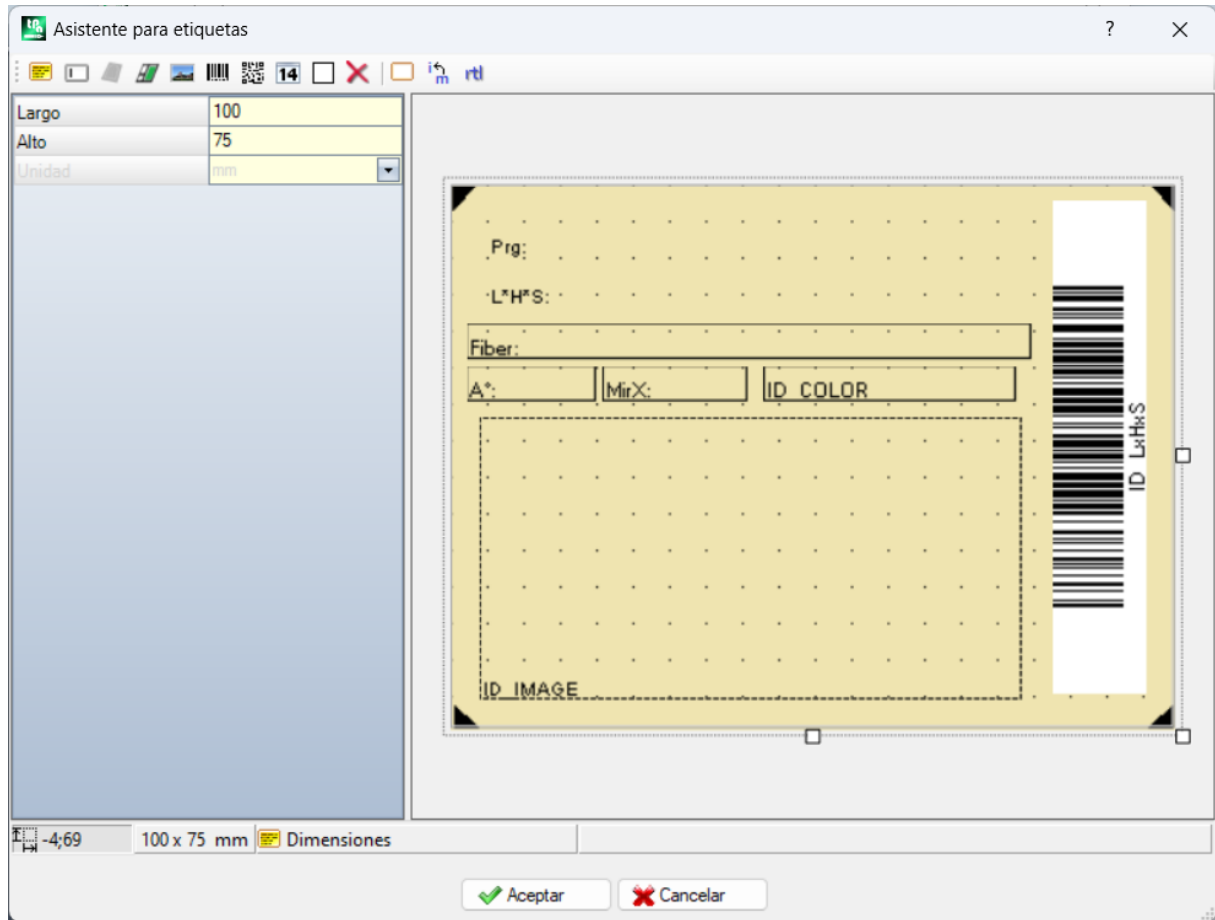 Asistente para etiquetas
?
14
i m rtl
Largo 100
Alto 75
Unidad mm
Prg:
L*H*S:
Fiber:
A°: MirX: ID_COLOR
ID_LxHxS
ID_IMAGE
-4;69 100 x 75 mm Dimensiones
Aceptar Cancelar